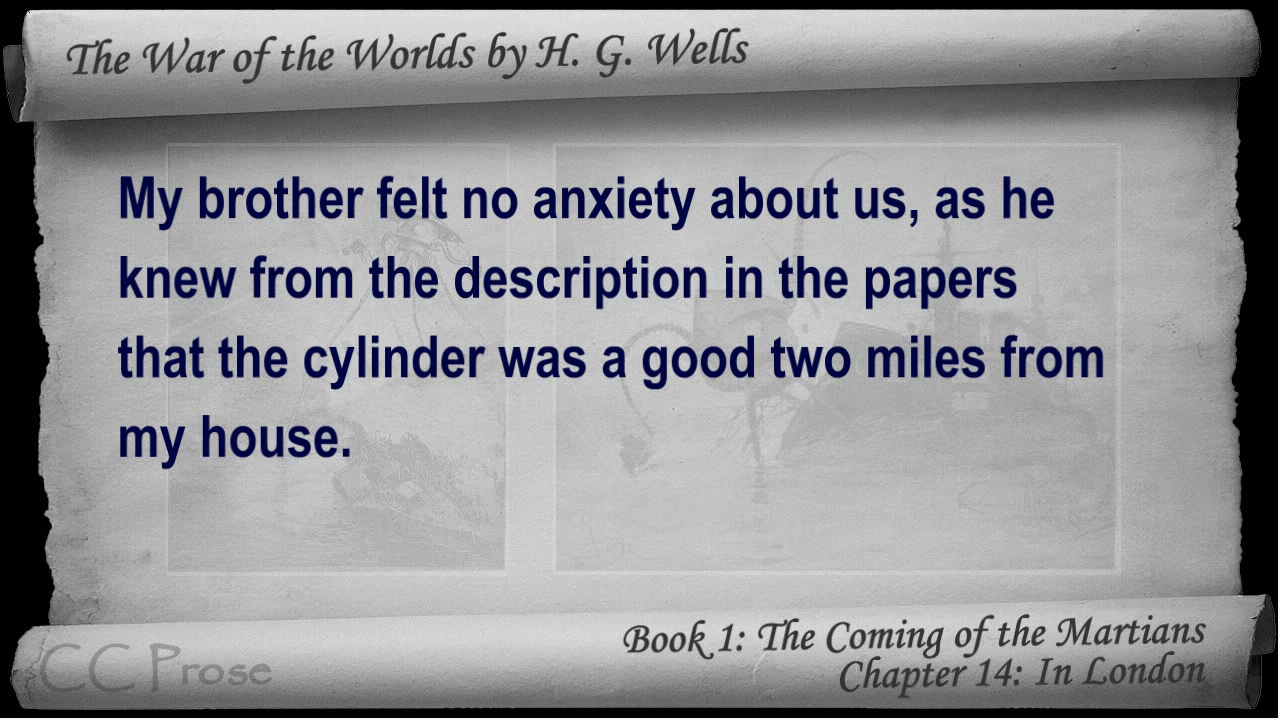 The War of the Worlds by H. G. Wells
My brother felt no anxiety about us, as he
knew from the description in the papers
that the cylinder was a good two miles from
my house.
Book 1: The Coming of the Martians
Chapter 14: In London
CC Prose